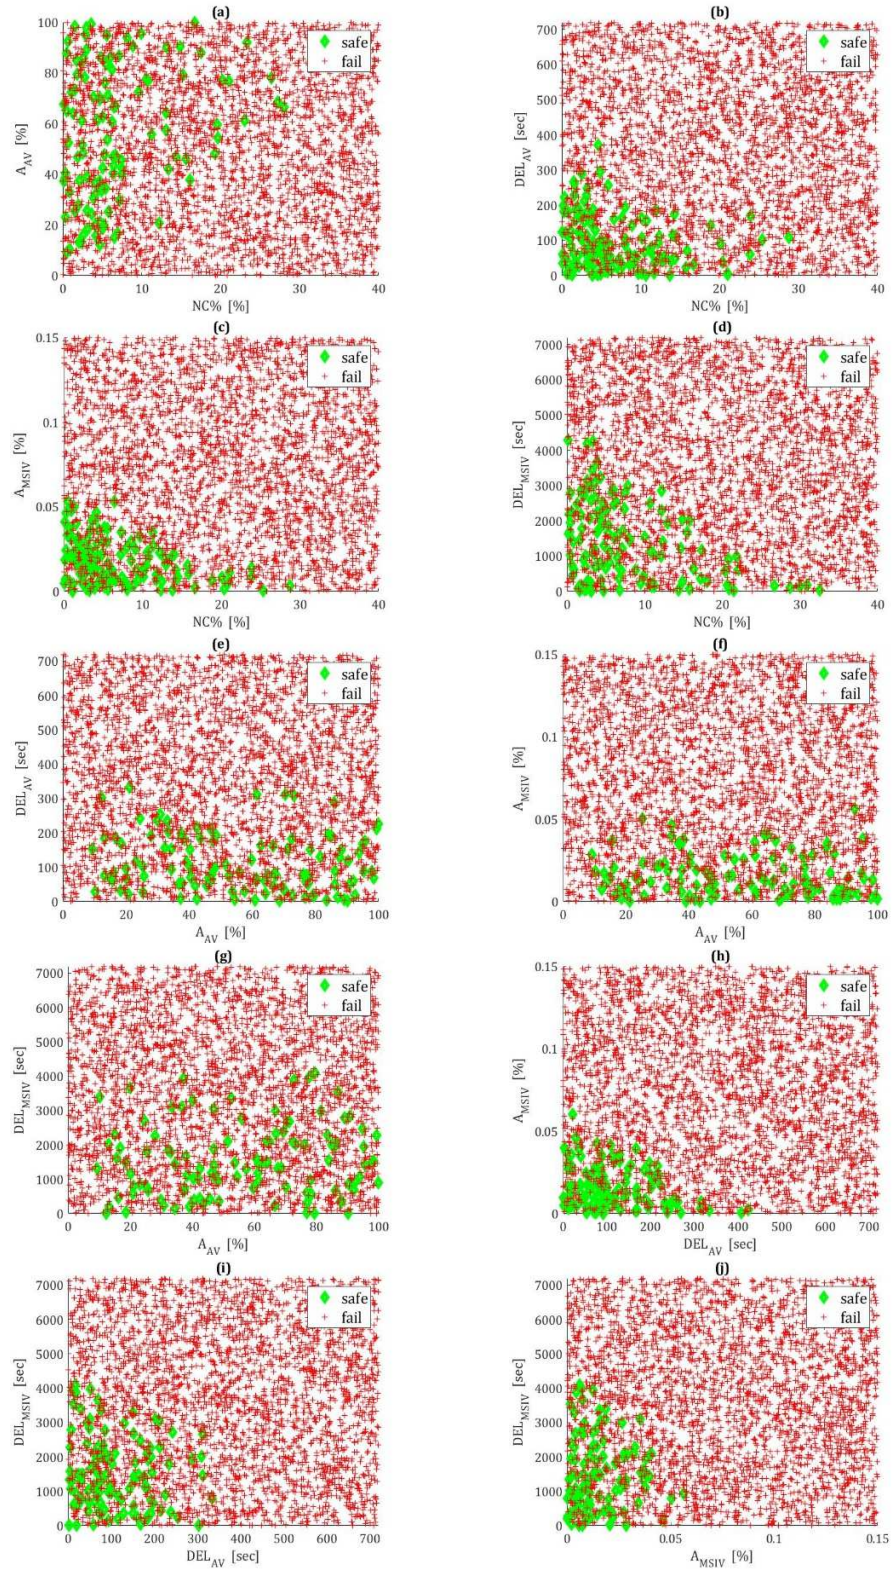 (a)
100
80
60
40
20
0
A_AV [%]
0 10 20 30 40
NC% [%]
safe
fail
(b)
700
600
500
400
300
200
100
0
DEL_AV [sec]
0 10 20 30 40
NC% [%]
safe
fail
(c)
0.15
0.1
0.05
0
A_MSIV [%]
0 10 20 30 40
NC% [%]
safe
fail
(d)
7000
6000
5000
4000
3000
2000
1000
0
DEL_MSIV [sec]
0 10 20 30 40
NC% [%]
safe
fail
(e)
700
600
500
400
300
200
100
0
DEL_AV [sec]
0 20 40 60 80 100
A_AV [%]
safe
fail
(f)
0.15
0.1
0.05
0
A_MSIV [%]
0 20 40 60 80 100
A_AV [%]
safe
fail
(g)
7000
6000
5000
4000
3000
2000
1000
0
DEL_MSIV [sec]
0 20 40 60 80 100
A_AV [%]
safe
fail
(h)
0.15
0.1
0.05
0
A_MSIV [%]
0 100 200 300 400 500 600 700
DEL_AV [sec]
safe
fail
(i)
7000
6000
5000
4000
3000
2000
1000
0
DEL_MSIV [sec]
0 100 200 300 400 500 600 700
DEL_AV [sec]
safe
fail
(j)
7000
6000
5000
4000
3000
2000
1000
0
DEL_MSIV [sec]
0 0.05 0.1 0.15
A_MSIV [%]
safe
fail